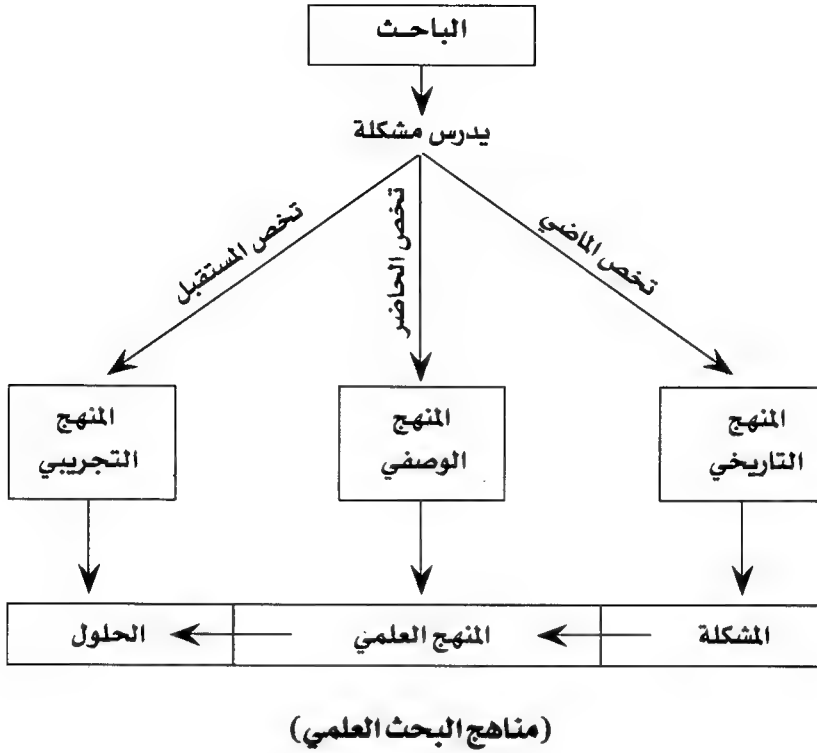 الباحـث
يدرس مشكلة
تخص الماضي
تخص الحاضر
تخص المستقبل
المنهج
التاريخي
المنهج
الوصفي
المنهج
التجريبي
المشكلة
المنهج العلمي
الحلول
(مناهج البحث العلمي)